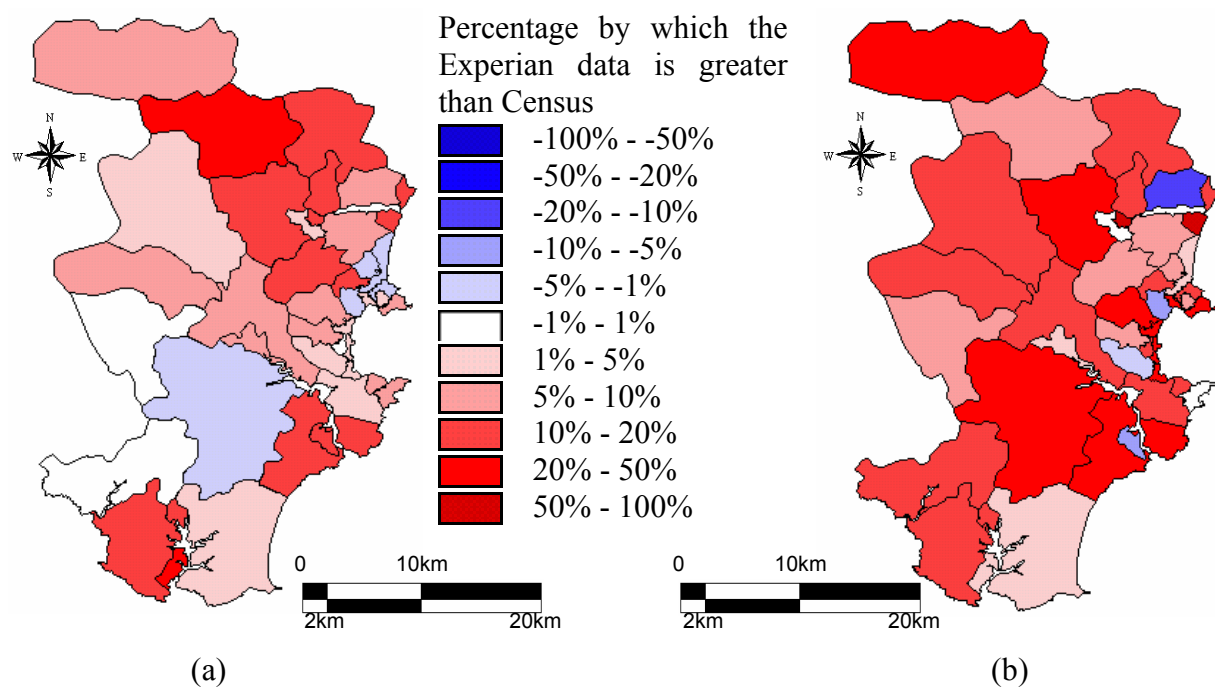 Percentage by which the
Experian data is greater
than Census
N
W E
S
N
W E
S
-100% - -50%
-50% - -20%
-20% - -10%
-10% - -5%
-5% - -1%
-1% - 1%
1% - 5%
5% - 10%
10% - 20%
20% - 50%
50% - 100%
0 10km
2km 20km
0 10km
2km 20km
(a) (b)